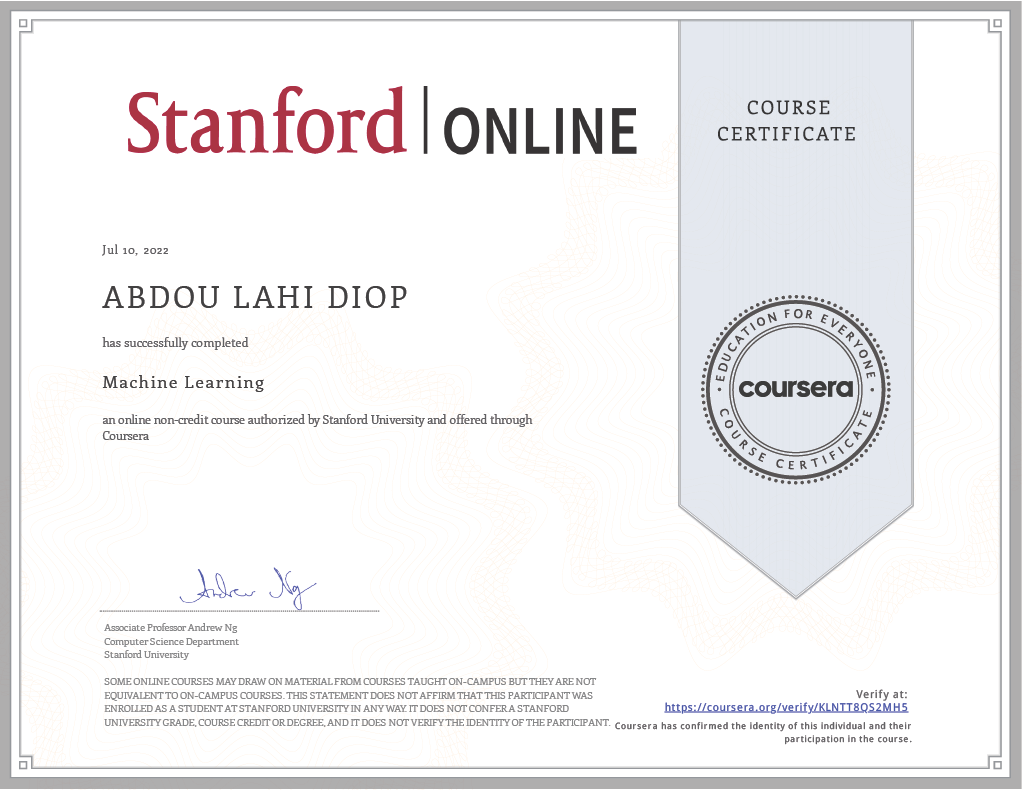 Stanford | ONLINE
COURSE
CERTIFICATE
Jul 10, 2022
ABDOU LAHI DIOP
has successfully completed
Machine Learning
an online non-credit course authorized by Stanford University and offered through
Coursera
EDUCATION FOR EVERYONE
coursera
COURSE CERTIFICATE
Andrew Ng
Associate Professor Andrew Ng
Computer Science Department
Stanford University
SOME ONLINE COURSES MAY DRAW ON MATERIAL FROM COURSES TAUGHT ON-CAMPUS BUT THEY ARE NOT
EQUIVALENT TO ON-CAMPUS COURSES. THIS STATEMENT DOES NOT AFFIRM THAT THIS PARTICIPANT WAS
ENROLLED AS A STUDENT AT STANFORD UNIVERSITY IN ANY WAY. IT DOES NOT CONFER A STANFORD
UNIVERSITY GRADE, COURSE CREDIT OR DEGREE, AND IT DOES NOT VERIFY THE IDENTITY OF THE PARTICIPANT.
Verify at:
https://coursera.org/verify/KLNTT8QS2MH5
Coursera has confirmed the identity of this individual and their
participation in the course.